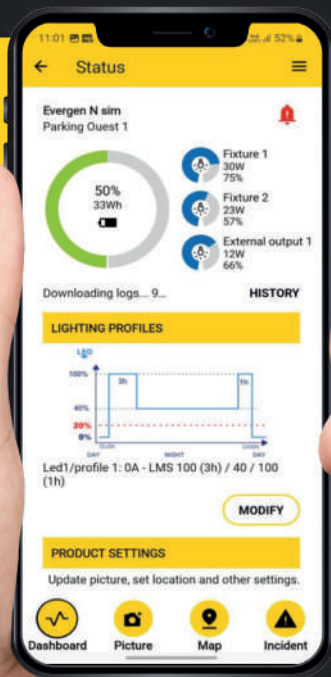 11:01
52%
Status
Evergen N sim
Parking Ouest 1
50%
33Wh
Fixture 1
30W
75%
Fixture 2
23W
57%
External output 1
12W
66%
Downloading logs... 9...
HISTORY
LIGHTING PROFILES
LED
100%
3h
1h
40%
20%
0%
DAY
NIGHT
DAY
Led1/profile 1: 0A - LMS 100 (3h) / 40 / 100
(1h)
MODIFY
PRODUCT SETTINGS
Update picture, set location and other settings.
Dashboard
Picture
Map
Incident